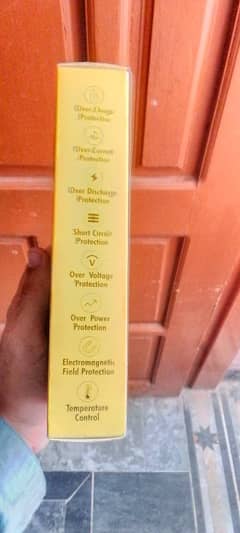 Over Charge
Protection
Over Current
Protection
Over Discharge
Protection
Short Circuit
Protection
Over Voltage
Protection
Over Power
Protection
Electromagnetic
Field Protection
Temperature
Control